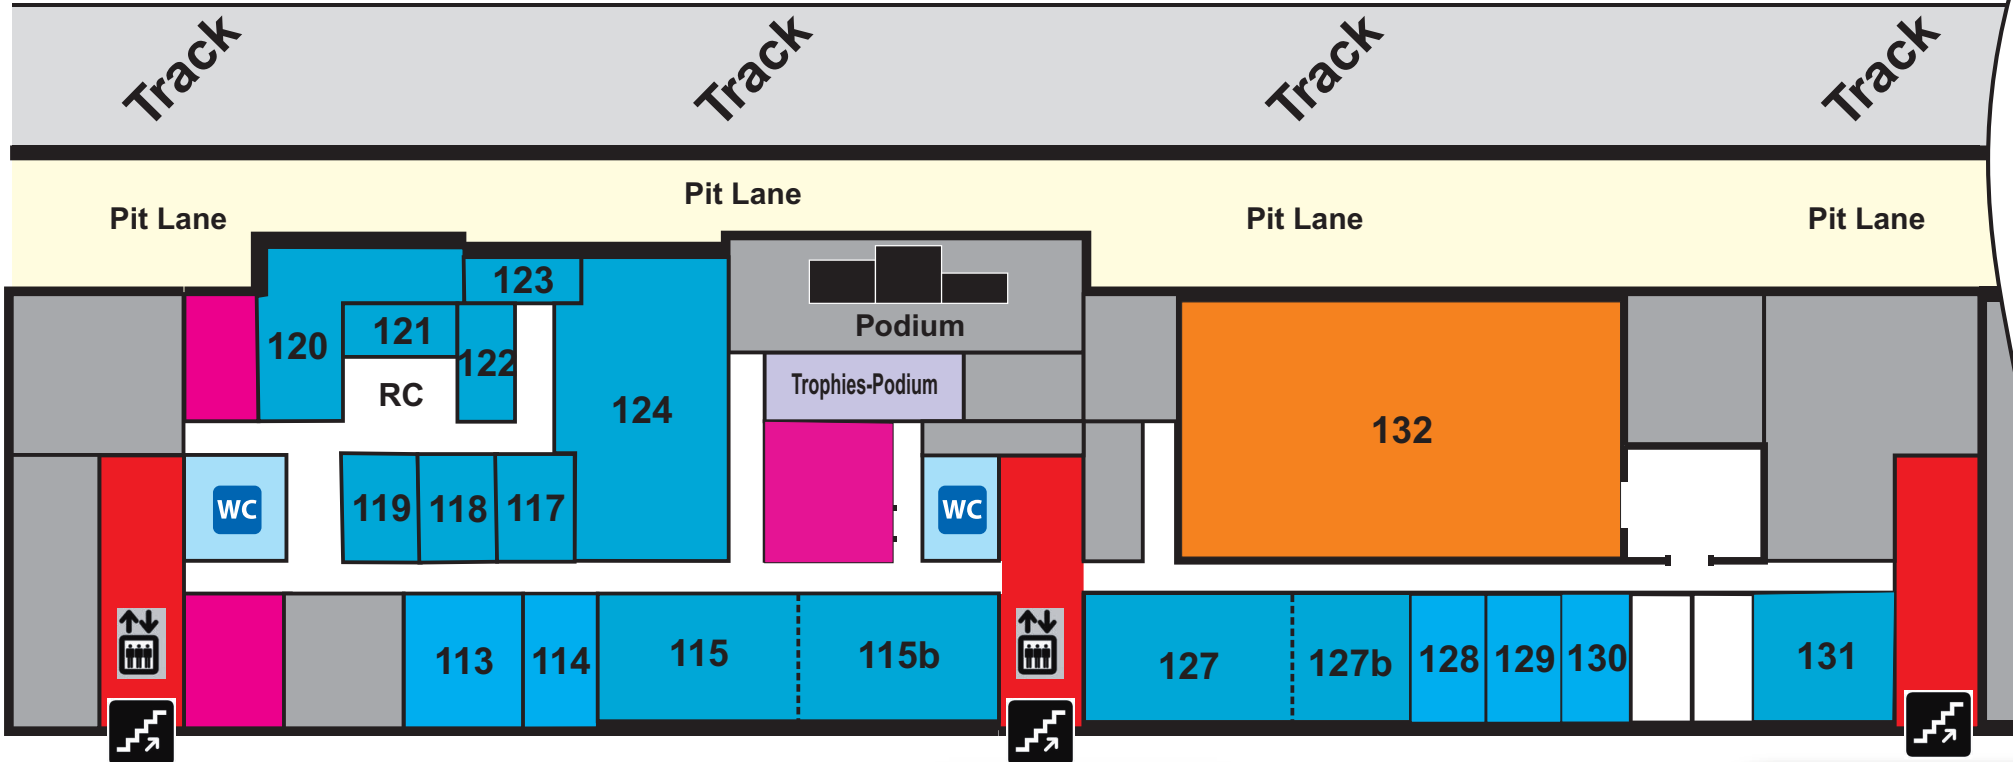 Track
Track
Track
Track
Pit Lane
Pit Lane
Pit Lane
Pit Lane
123
121
120
122
RC
124
Podium
Trophies-Podium
132
WC
119
118
117
WC
113
114
115
115b
127
127b
128
129
130
131